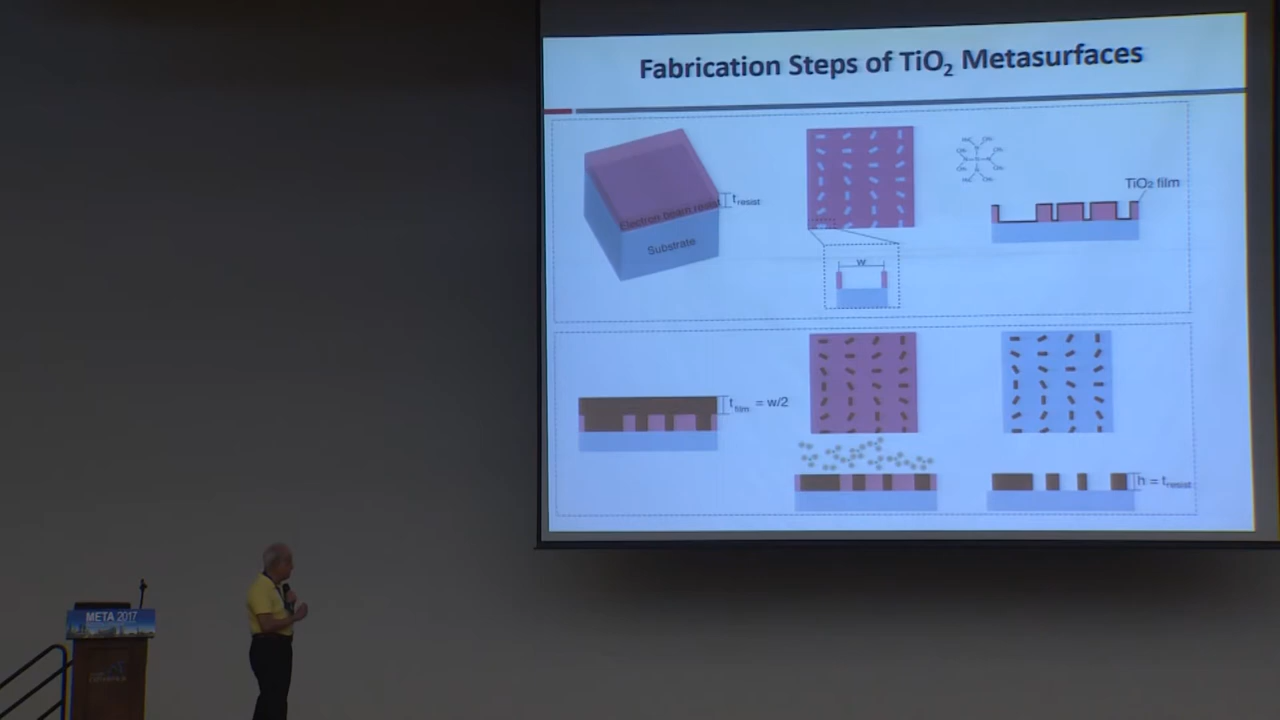 Fabrication Steps of TiO₂ Metasurfaces
Electron beam resist
t resist
Substrate
W
TiO₂ film
t film = w/2
h = t resist
META 2017